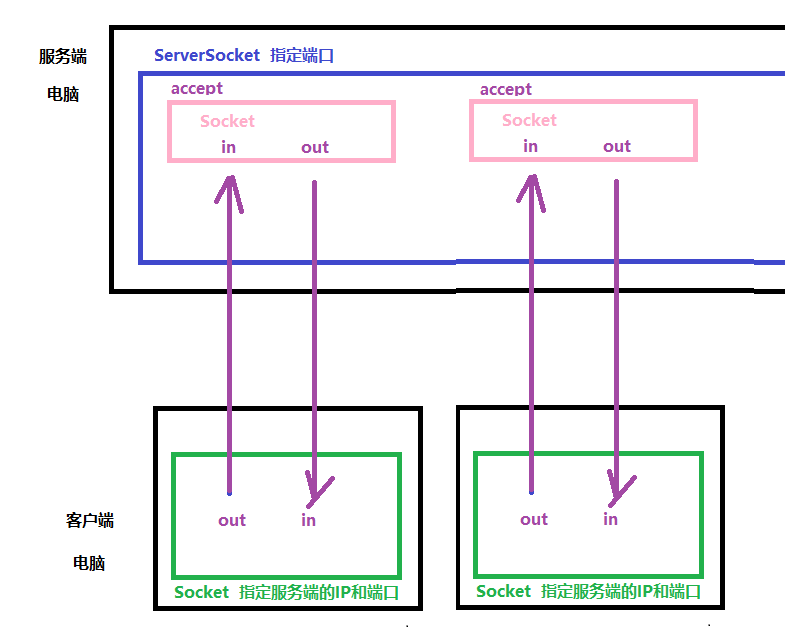 服务端
电脑
ServerSocket 指定端口
accept
Socket
in out
accept
Socket
in out
客户端
电脑
out in
Socket 指定服务端的IP和端口
out in
Socket 指定服务端的IP和端口